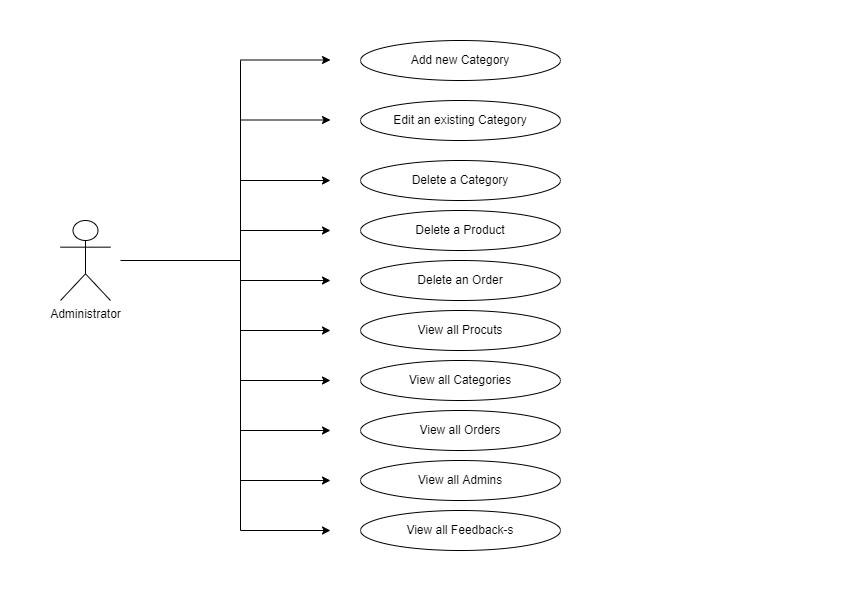 Add new Category
Edit an existing Category
Delete a Category
Delete a Product
Delete an Order
Administrator
View all Procuts
View all Categories
View all Orders
View all Admins
View all Feedback-s